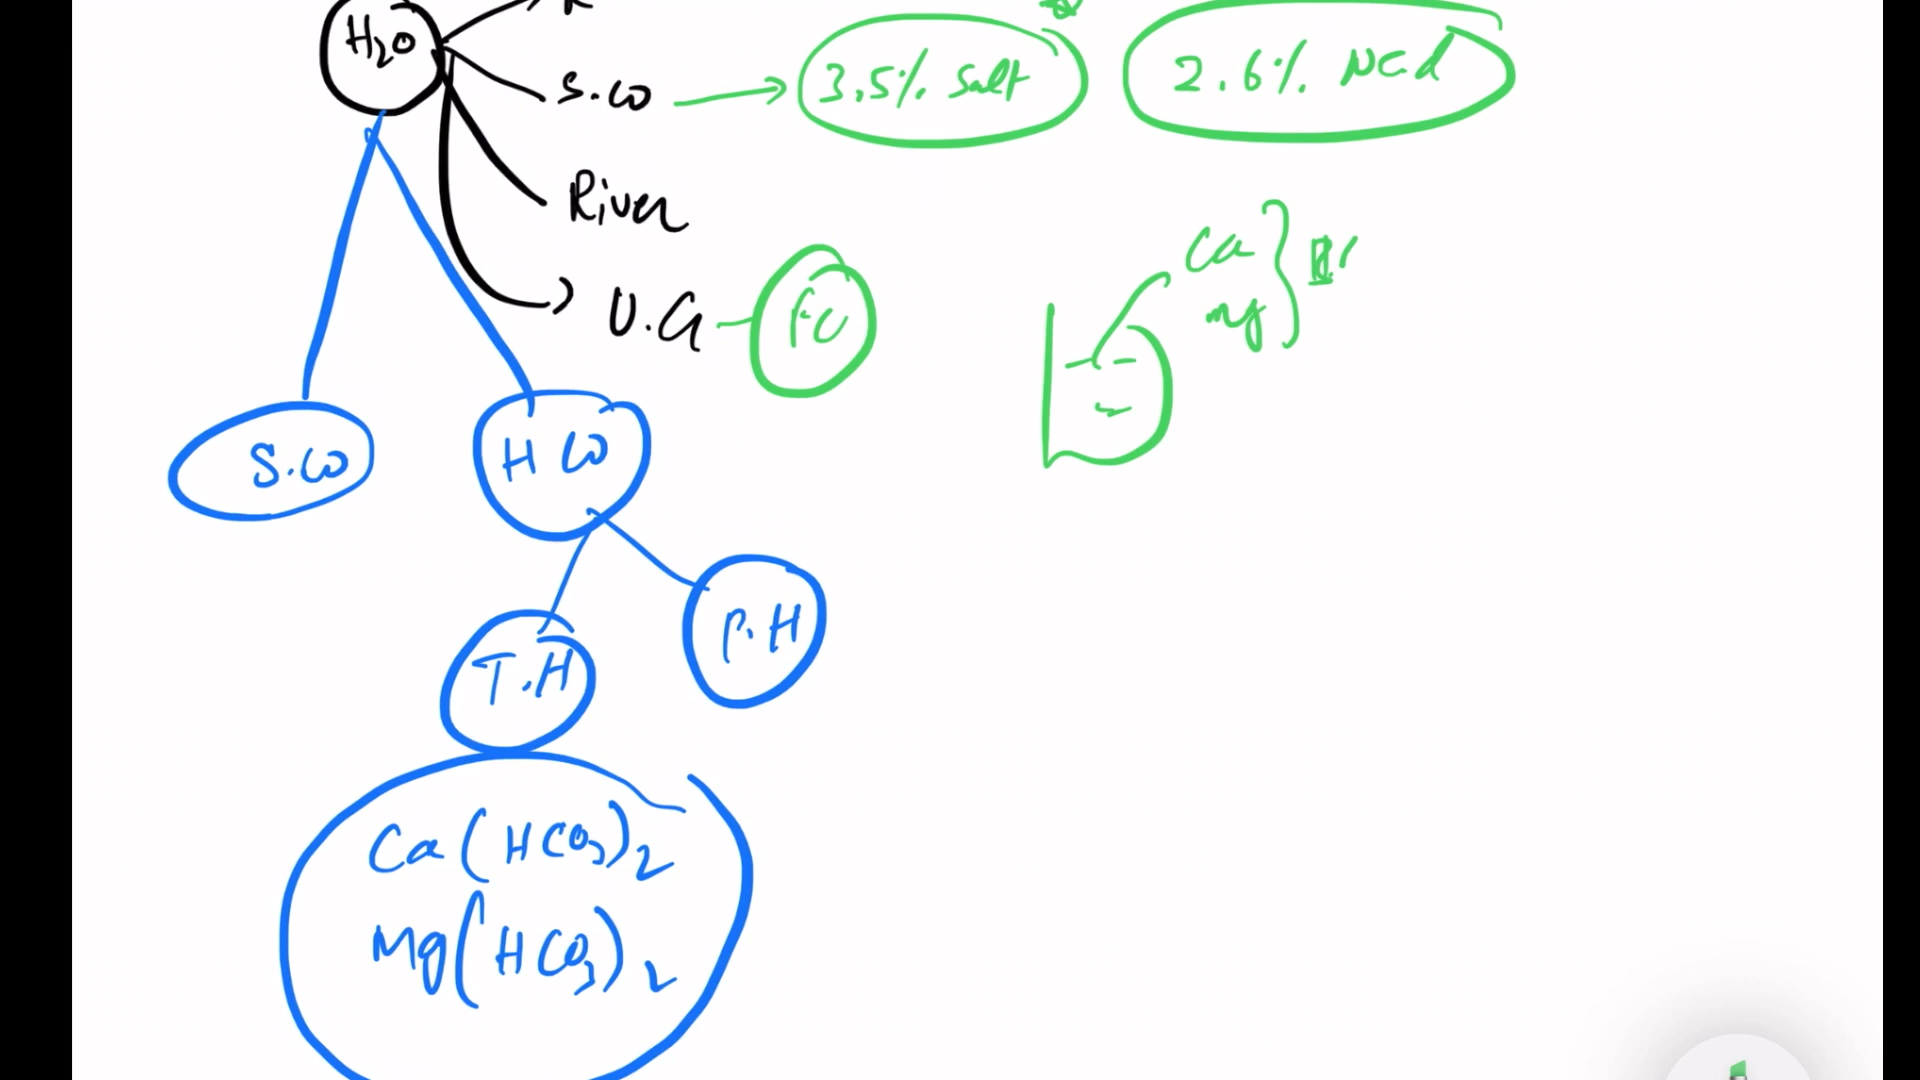 H₂O
S.W → 3.5% Salt
2.6% NaCl
River
U.G
Ca
Mg
S.W
H W
T.H
P.H
Ca(HCO₃)₂
Mg(HCO₃)₂